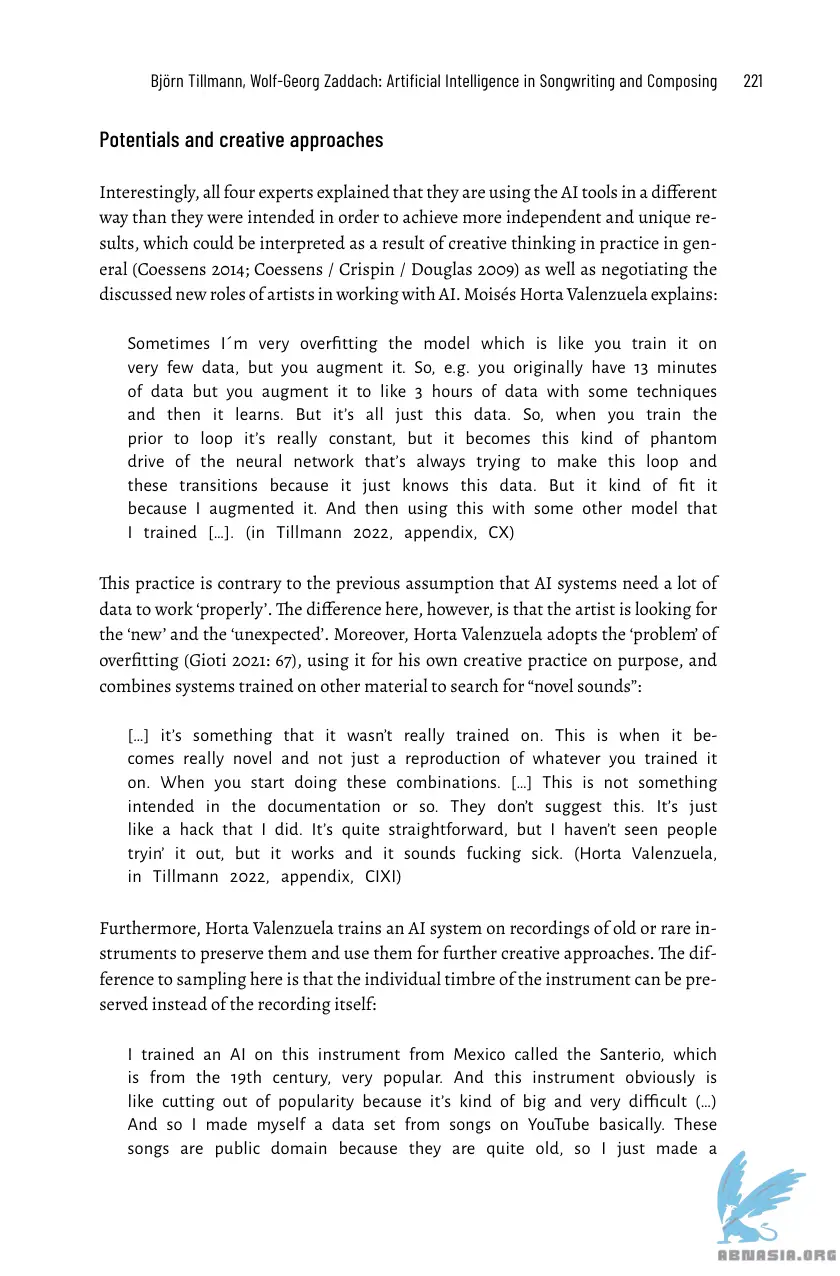 Björn Tillmann, Wolf-Georg Zaddach: Artificial Intelligence in Songwriting and Composing 221
Potentials and creative approaches
Interestingly, all four experts explained that they are using the AI tools in a different
way than they were intended in order to achieve more independent and unique re-
sults, which could be interpreted as a result of creative thinking in practice in gen-
eral (Coessens 2014; Coessens / Crispin / Douglas 2009) as well as negotiating the
discussed new roles of artists in working with AI. Moisés Horta Valenzuela explains:
Sometimes I´m very overfitting the model which is like you train it on
very few data, but you augment it. So, e.g. you originally have 13 minutes
of data but you augment it to like 3 hours of data with some techniques
and then it learns. But it’s all just this data. So, when you train the
prior to loop it’s really constant, but it becomes this kind of phantom
drive of the neural network that’s always trying to make this loop and
these transitions because it just knows this data. But it kind of fit it
because I augmented it. And then using this with some other model that
I trained […]. (in Tillmann 2022, appendix, CX)
This practice is contrary to the previous assumption that AI systems need a lot of
data to work ‘properly’. The difference here, however, is that the artist is looking for
the ‘new’ and the ‘unexpected’. Moreover, Horta Valenzuela adopts the ‘problem’ of
overfitting (Gioti 2021: 67), using it for his own creative practice on purpose, and
combines systems trained on other material to search for “novel sounds”:
[…] it’s something that it wasn’t really trained on. This is when it be-
comes really novel and not just a reproduction of whatever you trained it
on. When you start doing these combinations. […] This is not something
intended in the documentation or so. They don’t suggest this. It’s just
like a hack that I did. It’s quite straightforward, but I haven’t seen people
tryin’ it out, but it works and it sounds fucking sick. (Horta Valenzuela,
in Tillmann 2022, appendix, CIXI)
Furthermore, Horta Valenzuela trains an AI system on recordings of old or rare in-
struments to preserve them and use them for further creative approaches. The dif-
ference to sampling here is that the individual timbre of the instrument can be pre-
served instead of the recording itself:
I trained an AI on this instrument from Mexico called the Santerio, which
is from the 19th century, very popular. And this instrument obviously is
like cutting out of popularity because it’s kind of big and very difficult (…)
And so I made myself a data set from songs on YouTube basically. These
songs are public domain because they are quite old, so I just made a
ABNASIA.ORG